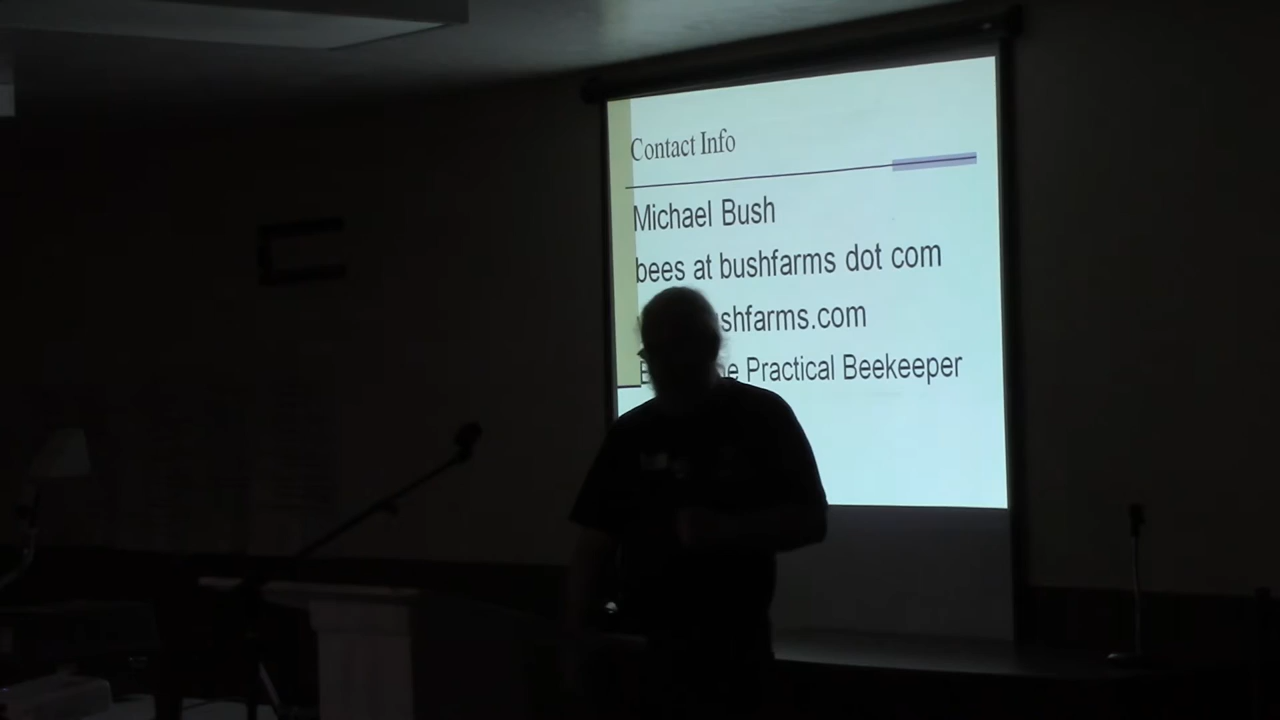 Contact Info
Michael Bush
bees at bushfarms dot com
shfarms.com
Practical Beekeeper